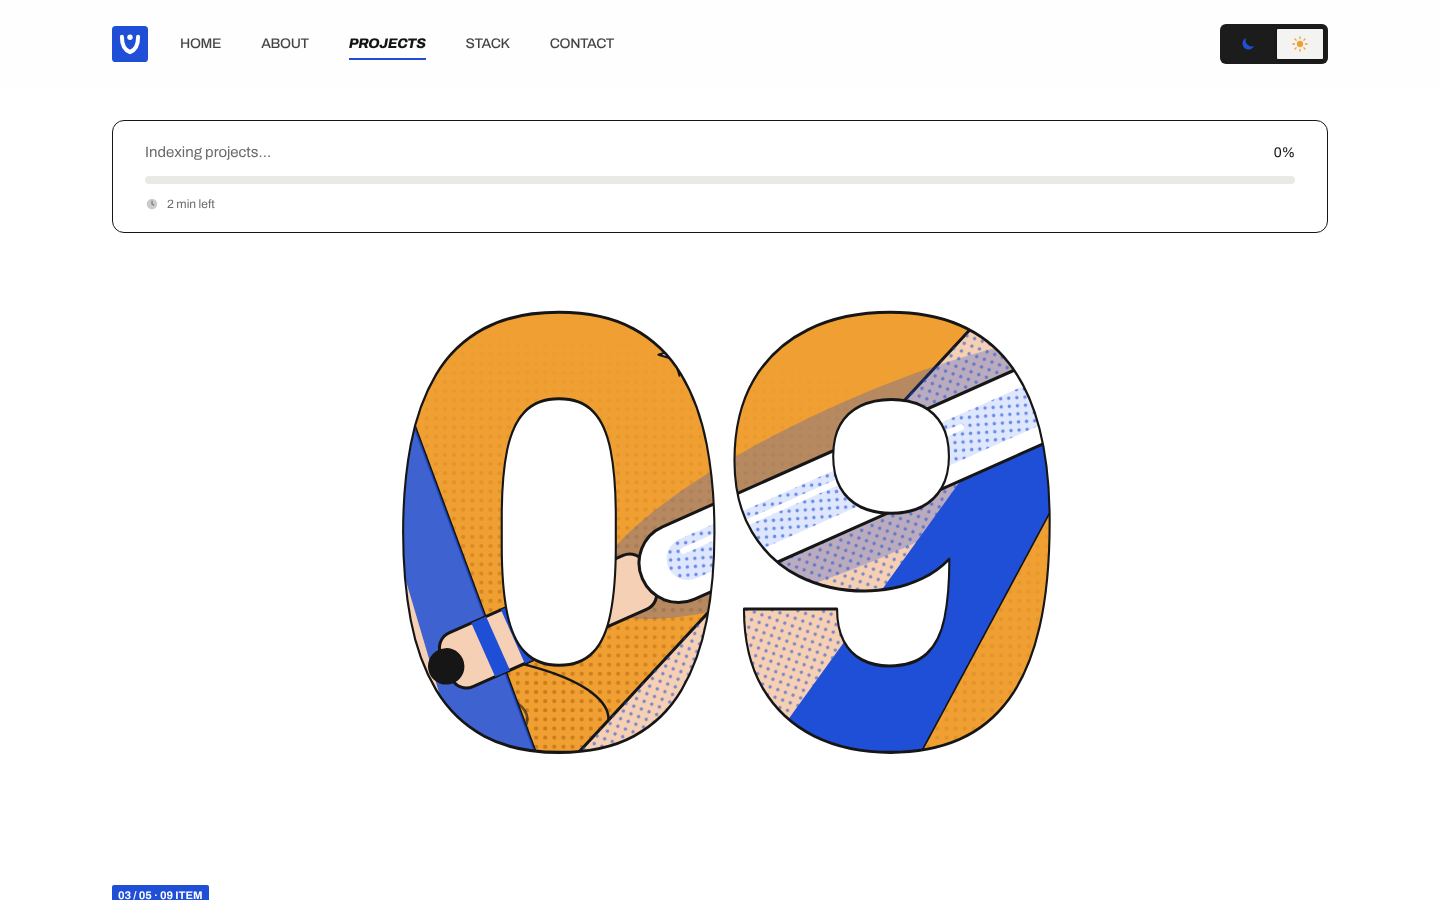 HOME ABOUT PROJECTS STACK CONTACT
Indexing projects... 0%
2 min left
09
03 / 05 · 09 ITEM